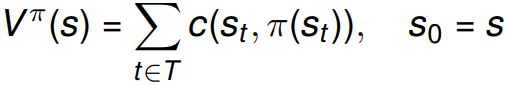 V^π(s) = ∑_{t∈T} c(s_t, π(s_t)), s_0 = s